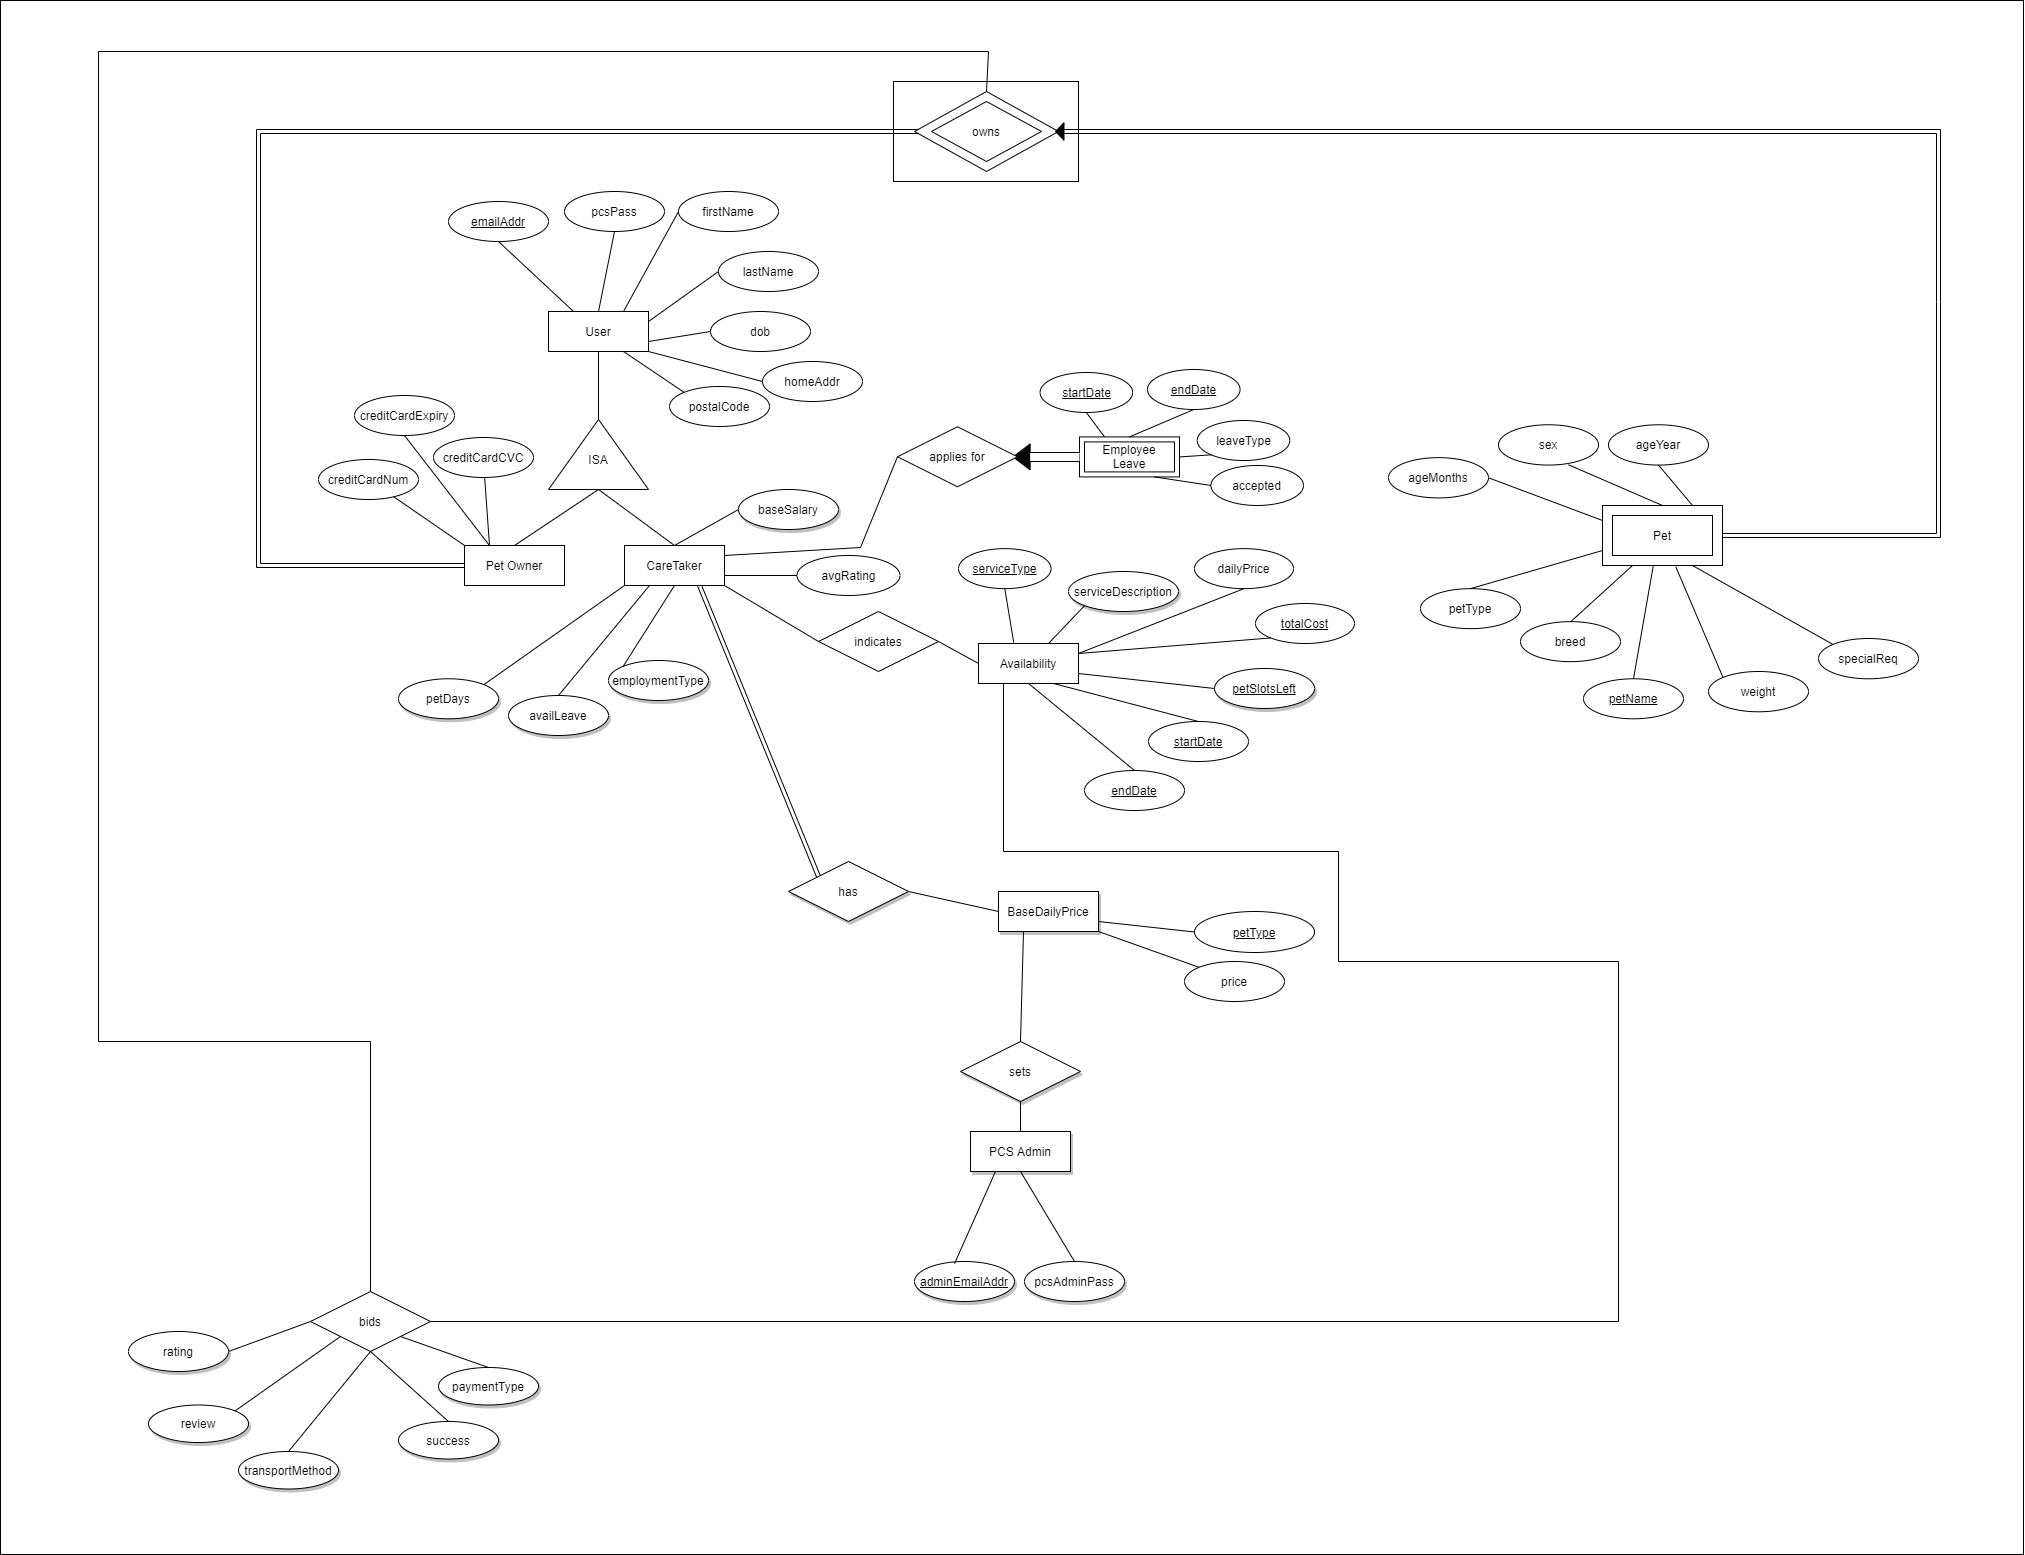 owns
emailAddr
pcsPass
firstName
lastName
User
dob
homeAddr
postalCode
creditCardExpiry
creditCardCVC
creditCardNum
ISA
applies for
startDate
endDate
Employee
Leave
leaveType
accepted
sex
ageYear
ageMonths
Pet
petType
breed
petName
weight
specialReq
baseSalary
Pet Owner
CareTaker
avgRating
serviceType
serviceDescription
dailyPrice
totalCost
indicates
Availability
petSlotsLeft
startDate
endDate
petDays
availLeave
employmentType
has
BaseDailyPrice
petType
price
sets
PCS Admin
adminEmailAddr
pcsAdminPass
bids
rating
review
transportMethod
success
paymentType